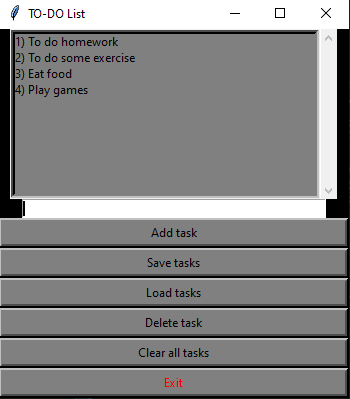 TO-DO List
1) To do homework
2) To do some exercise
3) Eat food
4) Play games
Add task
Save tasks
Load tasks
Delete task
Clear all tasks
Exit